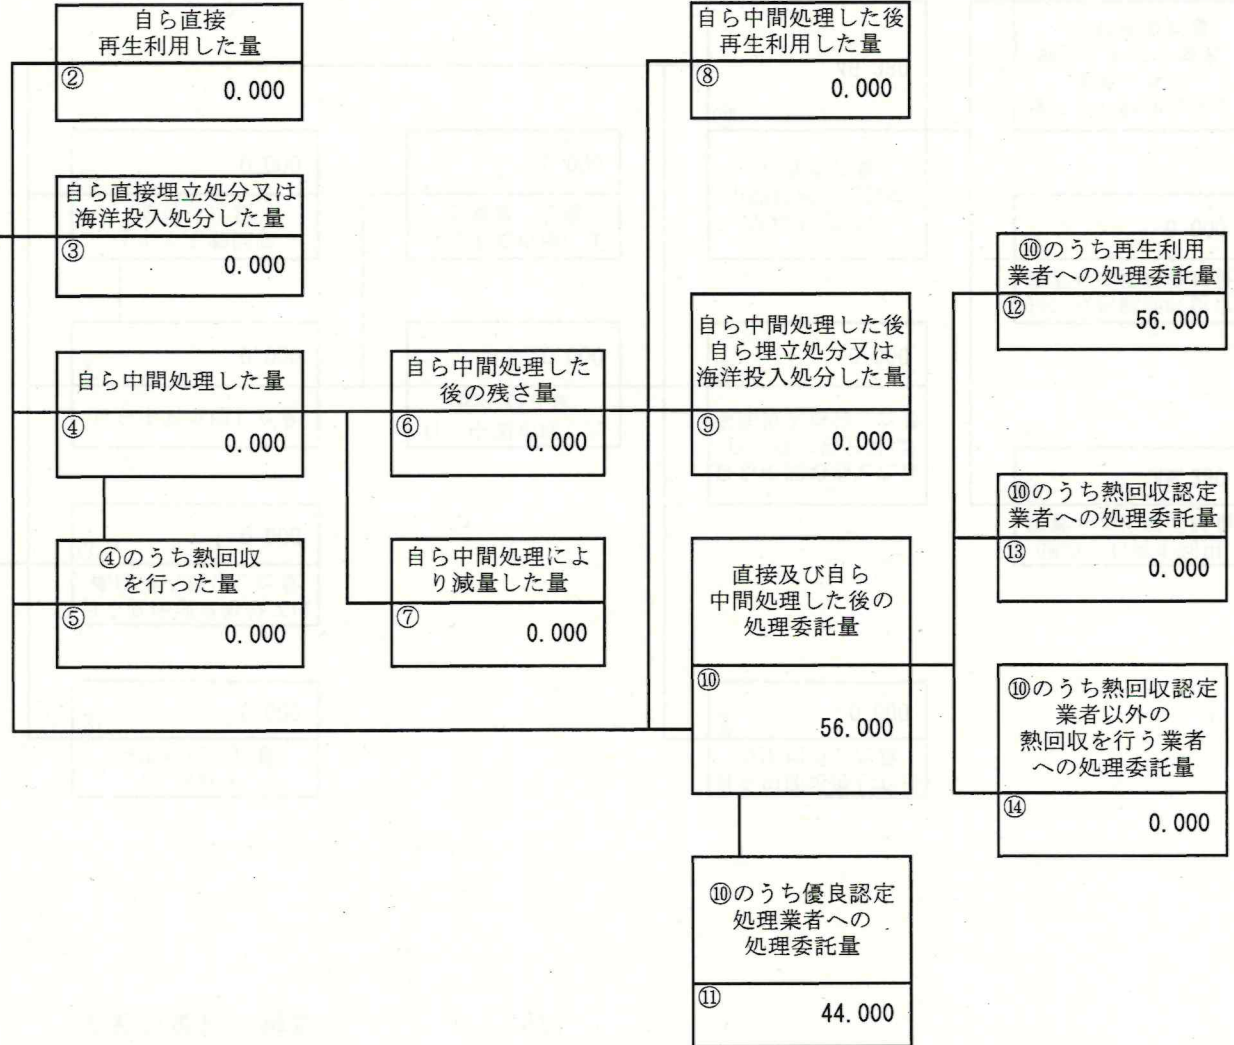 自ら直接
再生利用した量
②
0.000
自ら直接埋立処分又は
海洋投入処分した量
③
0.000
自ら中間処理した量
④
0.000
④のうち熱回収
を行った量
⑤
0.000
自ら中間処理した
後の残さ量
⑥
0.000
自ら中間処理によ
り減量した量
⑦
0.000
自ら中間処理した後
再生利用した量
⑧
0.000
自ら中間処理した後
自ら埋立処分又は
海洋投入処分した量
⑨
0.000
直接及び自ら
中間処理した後の
処理委託量
⑩
56.000
⑩のうち優良認定
処理業者への
処理委託量
⑪
44.000
⑩のうち再生利用
業者への処理委託量
⑫
56.000
⑩のうち熱回収認定
業者への処理委託量
⑬
0.000
⑩のうち熱回収認定
業者以外の
熱回収を行う業者
への処理委託量
⑭
0.000